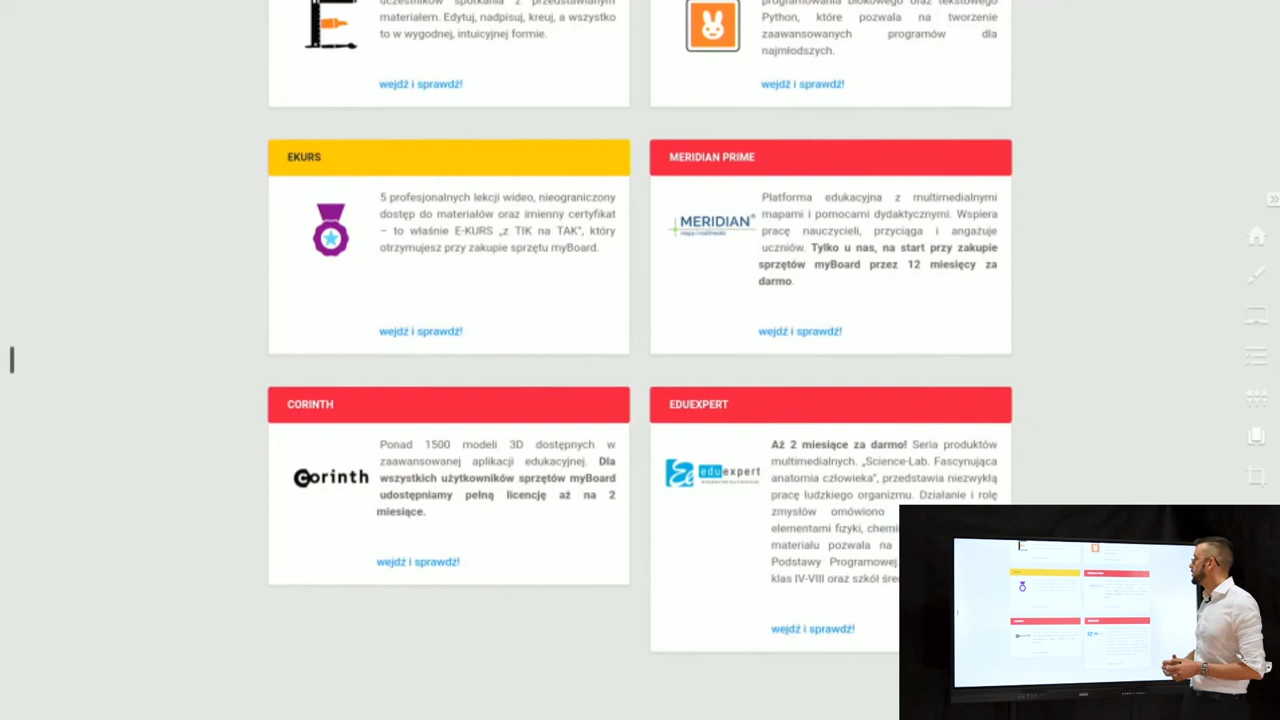 uczestników spotkania z przedstawianym
materiałem. Edytuj, nadpisuj, kreuj, a wszystko
to w wygodnej, intuicyjnej formie.
wejdź i sprawdź!
programowania blokowego oraz tekstowego
Python, które pozwala na tworzenie
zaawansowanych programów dla
najmłodszych.
wejdź i sprawdź!
EKURS
5 profesjonalnych lekcji wideo, nieograniczony
dostęp do materiałów oraz imienny certyfikat
– to właśnie E-KURS „z TIK na TAK", który
otrzymujesz przy zakupie sprzętu myBoard.
wejdź i sprawdź!
MERIDIAN PRIME
MERIDIAN®
mapy i multimedia
Platforma edukacyjna z multimedialnymi
mapami i pomocami dydaktycznymi. Wspiera
pracę nauczycieli, przyciąga i angażuje
uczniów. Tylko u nas, na start przy zakupie
sprzętów myBoard przez 12 miesięcy za
darmo.
wejdź i sprawdź!
CORINTH
corinth
Ponad 1500 modeli 3D dostępnych w
zaawansowanej aplikacji edukacyjnej. Dla
wszystkich użytkowników sprzętów myBoard
udostępniamy pełną licencję aż na 2
miesiące.
wejdź i sprawdź!
EDUEXPERT
eduexpert
Aż 2 miesiące za darmo! Seria produktów
multimedialnych. „Science-Lab. Fascynująca
anatomia człowieka", przedstawia niezwykłą
pracę ludzkiego organizmu. Działanie i rolę
zmysłów omówiono
elementami fizyki, chemi
materiału pozwala na
Podstawy Programowej.
klas IV-VIII oraz szkół śre
wejdź i sprawdź!